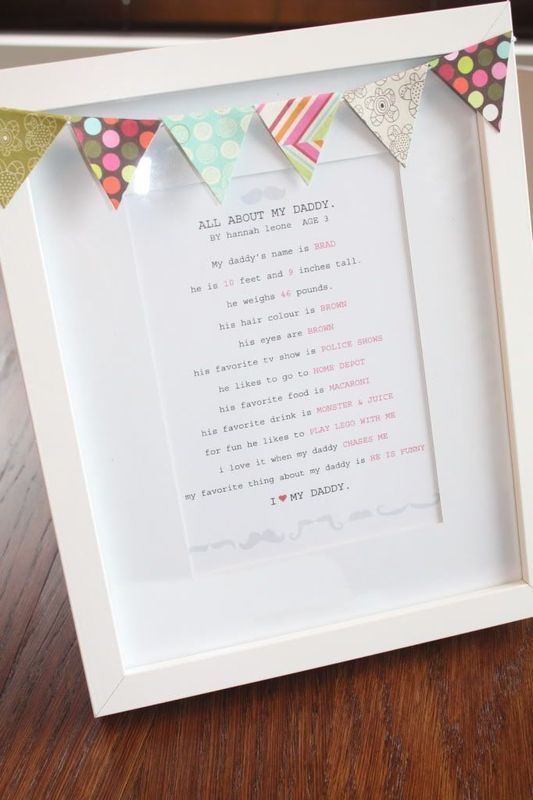 ALL ABOUT MY DADDY.
BY hannah leone AGE 3
My daddy's name is BRAD
he is 10 feet and 9 inches tall.
he weighs 46 pounds.
his hair colour is BROWN
his eyes are BROWN
his favorite tv show is POLICE SHOWS
he likes to go to HOME DEPOT
his favorite food is MACARONI
his favorite drink is MONSTER & JUICE
for fun he likes to PLAY LEGO WITH ME
i love it when my daddy CHASES ME
my favorite thing about my daddy is HE IS FUNNY
I ♥ MY DADDY.